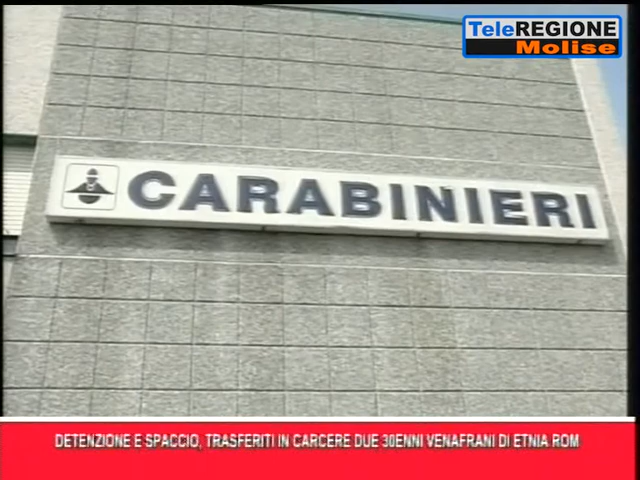 TeleREGIONE
Molise
CARABINIERI
DETENZIONE E SPACCIO, TRASFERITI IN CARCERE DUE 30ENNI VENAFRANI DI ETNIA ROM